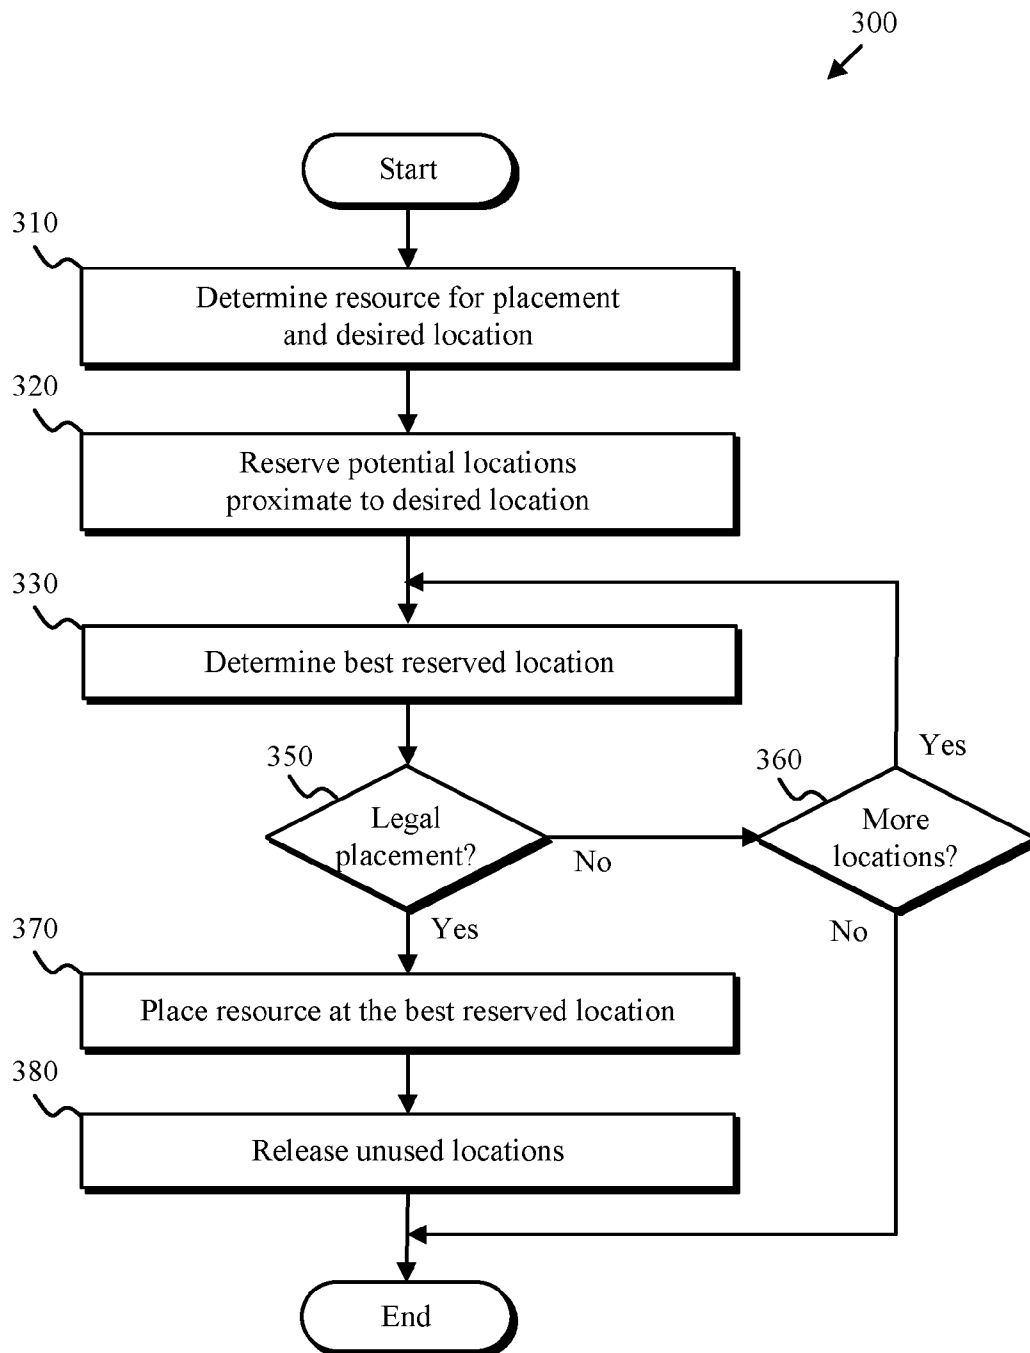 300
Start
310
Determine resource for placement
and desired location
320
Reserve potential locations
proximate to desired location
330
Determine best reserved location
350
Legal
placement?
No
360
More
locations?
Yes
No
Yes
370
Place resource at the best reserved location
380
Release unused locations
End